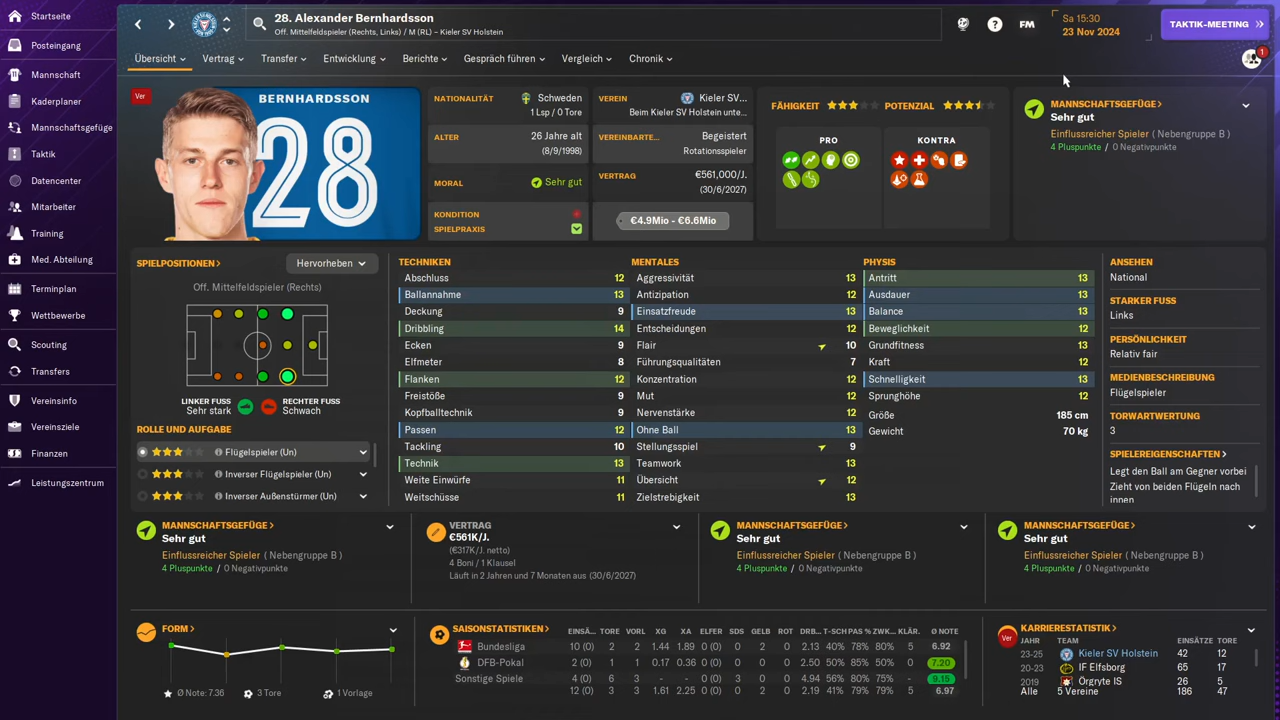 Startseite
Posteingang
Mannschaft
Kaderplaner
Mannschaftsgefüge
Taktik
Datencenter
Mitarbeiter
Training
Med. Abteilung
Terminplan
Wettbewerbe
Scouting
Transfers
Vereinsinfo
Vereinsziele
Finanzen
Leistungszentrum
28. Alexander Bernhardsson
Off. Mittelfeldspieler (Rechts, Links) / M (RL) – Kieler SV Holstein
? FM
Sa 15:30
23 Nov 2024
TAKTIK-MEETING
1
Übersicht Vertrag Transfer Entwicklung Berichte Gespräch führen Vergleich Chronik
Ver
BERNHARDSSON
28
NATIONALITÄT Schweden
1 Lsp / 0 Tore
ALTER 26 Jahre alt
(8/9/1998)
MORAL Sehr gut
KONDITION
SPIELPRAXIS
VEREIN Kieler SV...
Beim Kieler SV Holstein unte...
VEREINBARTE... Begeistert
Rotationsspieler
VERTRAG €561,000/J.
(30/6/2027)
€4.9Mio - €6.6Mio
FÄHIGKEIT POTENZIAL
PRO KONTRA
MANNSCHAFTSGEFÜGE
Sehr gut
Einflussreicher Spieler ( Nebengruppe B )
4 Pluspunkte / 0 Negativpunkte
SPIELPOSITIONEN Hervorheben
Off. Mittelfeldspieler (Rechts)
LINKER FUSS
Sehr stark
RECHTER FUSS
Schwach
ROLLE UND AUFGABE
Flügelspieler (Un)
Inverser Flügelspieler (Un)
Inverser Außenstürmer (Un)
TECHNIKEN
Abschluss 12
Ballannahme 13
Deckung 9
Dribbling 14
Ecken 9
Elfmeter 8
Flanken 12
Freistöße 9
Kopfballtechnik 9
Passen 12
Tackling 10
Technik 13
Weite Einwürfe 11
Weitschüsse 11
MENTALES
Aggressivität 13
Antizipation 12
Einsatzfreude 13
Entscheidungen 12
Flair 10
Führungsqualitäten 7
Konzentration 12
Mut 12
Nervenstärke 12
Ohne Ball 13
Stellungsspiel 9
Teamwork 13
Übersicht 12
Zielstrebigkeit 13
PHYSIS
Antritt 13
Ausdauer 13
Balance 13
Beweglichkeit 12
Grundfitness 13
Kraft 12
Schnelligkeit 13
Sprunghöhe 12
Größe 185 cm
Gewicht 70 kg
ANSEHEN
National
STARKER FUSS
Links
PERSÖNLICHKEIT
Relativ fair
MEDIENBESCHREIBUNG
Flügelspieler
TORWARTWERTUNG
3
SPIELEREIGENSCHAFTEN
Legt den Ball am Gegner vorbei
Zieht von beiden Flügeln nach
innen
MANNSCHAFTSGEFÜGE
Sehr gut
Einflussreicher Spieler ( Nebengruppe B )
4 Pluspunkte / 0 Negativpunkte
VERTRAG
€561K/J.
(€317K/J. netto)
4 Boni / 1 Klausel
Läuft in 2 Jahren und 7 Monaten aus (30/6/2027)
MANNSCHAFTSGEFÜGE
Sehr gut
Einflussreicher Spieler ( Nebengruppe B )
4 Pluspunkte / 0 Negativpunkte
MANNSCHAFTSGEFÜGE
Sehr gut
Einflussreicher Spieler ( Nebengruppe B )
4 Pluspunkte / 0 Negativpunkte
FORM
Ø Note: 7.36 3 Tore 1 Vorlage
SAISONSTATISTIKEN EINSÄ... TORE VORL XG XA ELFER SDS GELB ROT DRB... T-SCH PAS % ZWK... KLÄR. Ø NOTE
Bundesliga 10 (0) 2 2 1.44 1.89 0 (0) 0 2 0 2.13 40% 78% 80% 5 6.92
DFB-Pokal 2 (0) 1 1 0.17 0.36 0 (0) 0 0 0 2.50 50% 85% 75% 0 7.20
Sonstige Spiele 4 (0) 6 3 - - 0 (0) 3 0 0 4.94 56% 80% 75% - 9.15
12 (0) 3 3 1.61 2.25 0 (0) 0 2 0 2.19 41% 79% 79% 5 6.97
Ver
KARRIERESTATISTIK
JAHR TEAM EINSÄTZE TORE
23-25 Kieler SV Holstein 42 12
20-23 IF Elfsborg 65 17
2019 Örgryte IS 26 5
Alle 5 Vereine 186 47